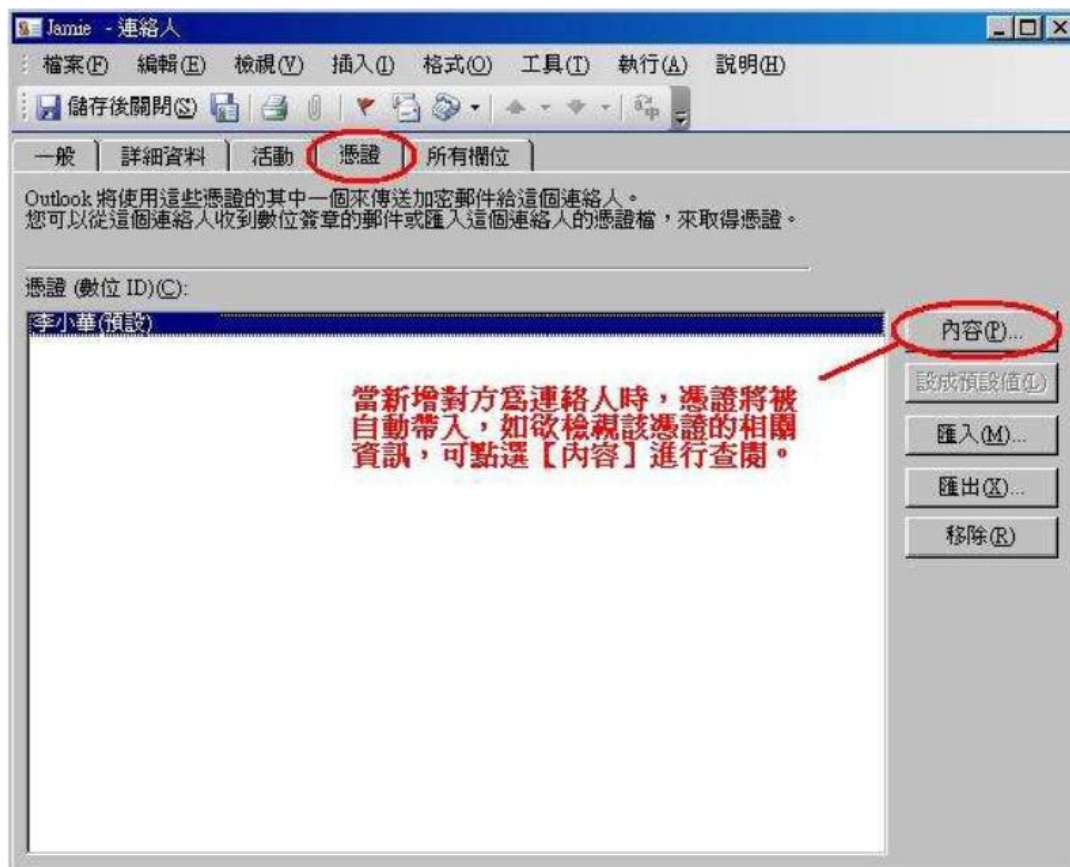 Jamie - 連絡人
檔案(F) 編輯(E) 檢視(V) 插入(I) 格式(O) 工具(T) 執行(A) 說明(H)
儲存後關閉(S)
一般 詳細資料 活動 憑證 所有欄位
Outlook 將使用這些憑證的其中一個來傳送加密郵件給這個連絡人。
您可以從這個連絡人收到數位簽章的郵件或匯入這個連絡人的憑證檔，來取得憑證。
憑證 (數位 ID)(C):
李小華(預設)
內容(P)...
設成預設值(L)
匯入(M)...
匯出(X)...
移除(R)
當新增對方為連絡人時，憑證將被
自動帶入，如欲檢視該憑證的相關
資訊，可點選【內容】進行查閱。